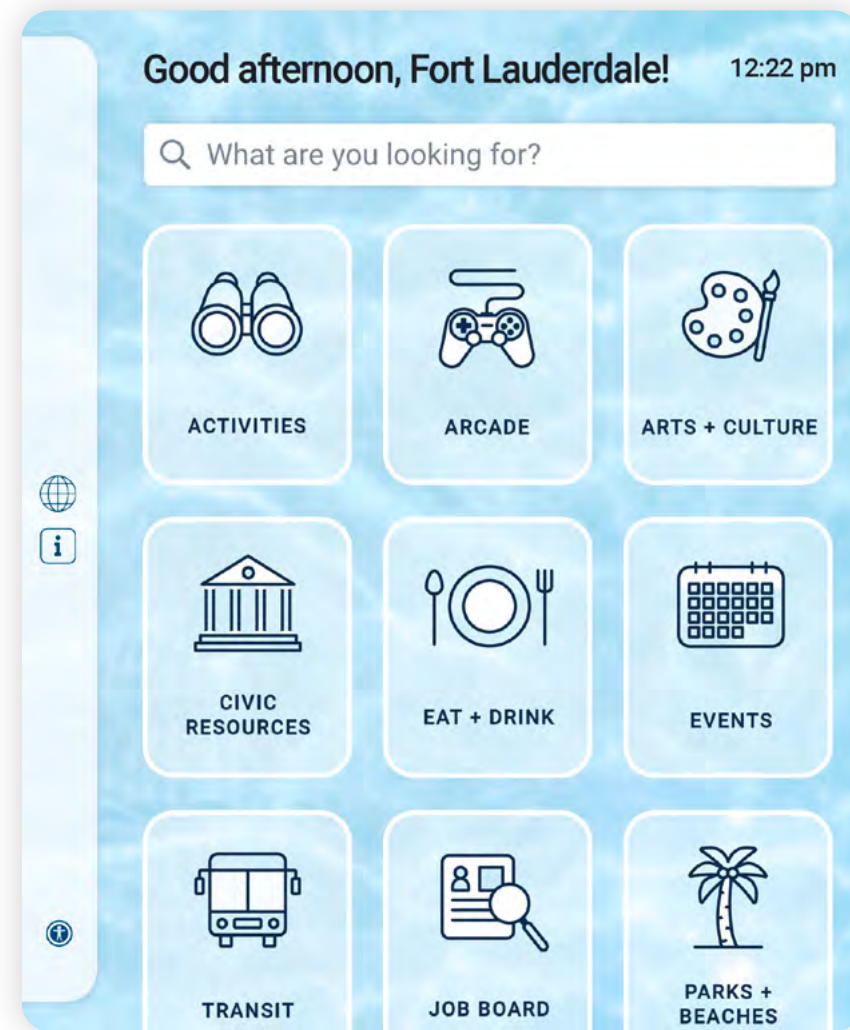 Good afternoon, Fort Lauderdale!
12:22 pm
What are you looking for?
ACTIVITIES
ARCADE
ARTS + CULTURE
i
CIVIC
RESOURCES
EAT + DRINK
EVENTS
TRANSIT
JOB BOARD
PARKS +
BEACHES